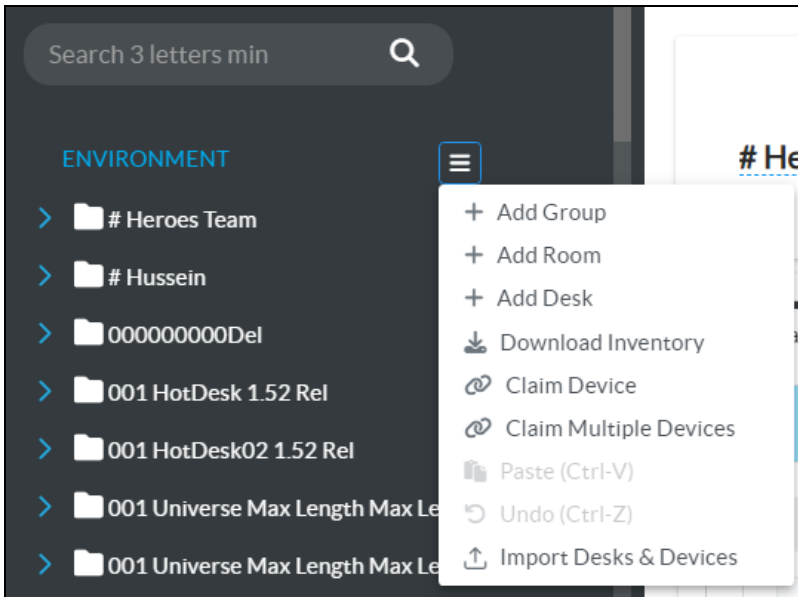 Search 3 letters min
ENVIRONMENT
# Heroes Team
# Hussein
000000000Del
001 HotDesk 1.52 Rel
001 HotDesk02 1.52 Rel
001 Universe Max Length Max Le
001 Universe Max Length Max Le
+ Add Group
+ Add Room
+ Add Desk
Download Inventory
Claim Device
Claim Multiple Devices
Paste (Ctrl-V)
Undo (Ctrl-Z)
Import Desks & Devices
# He